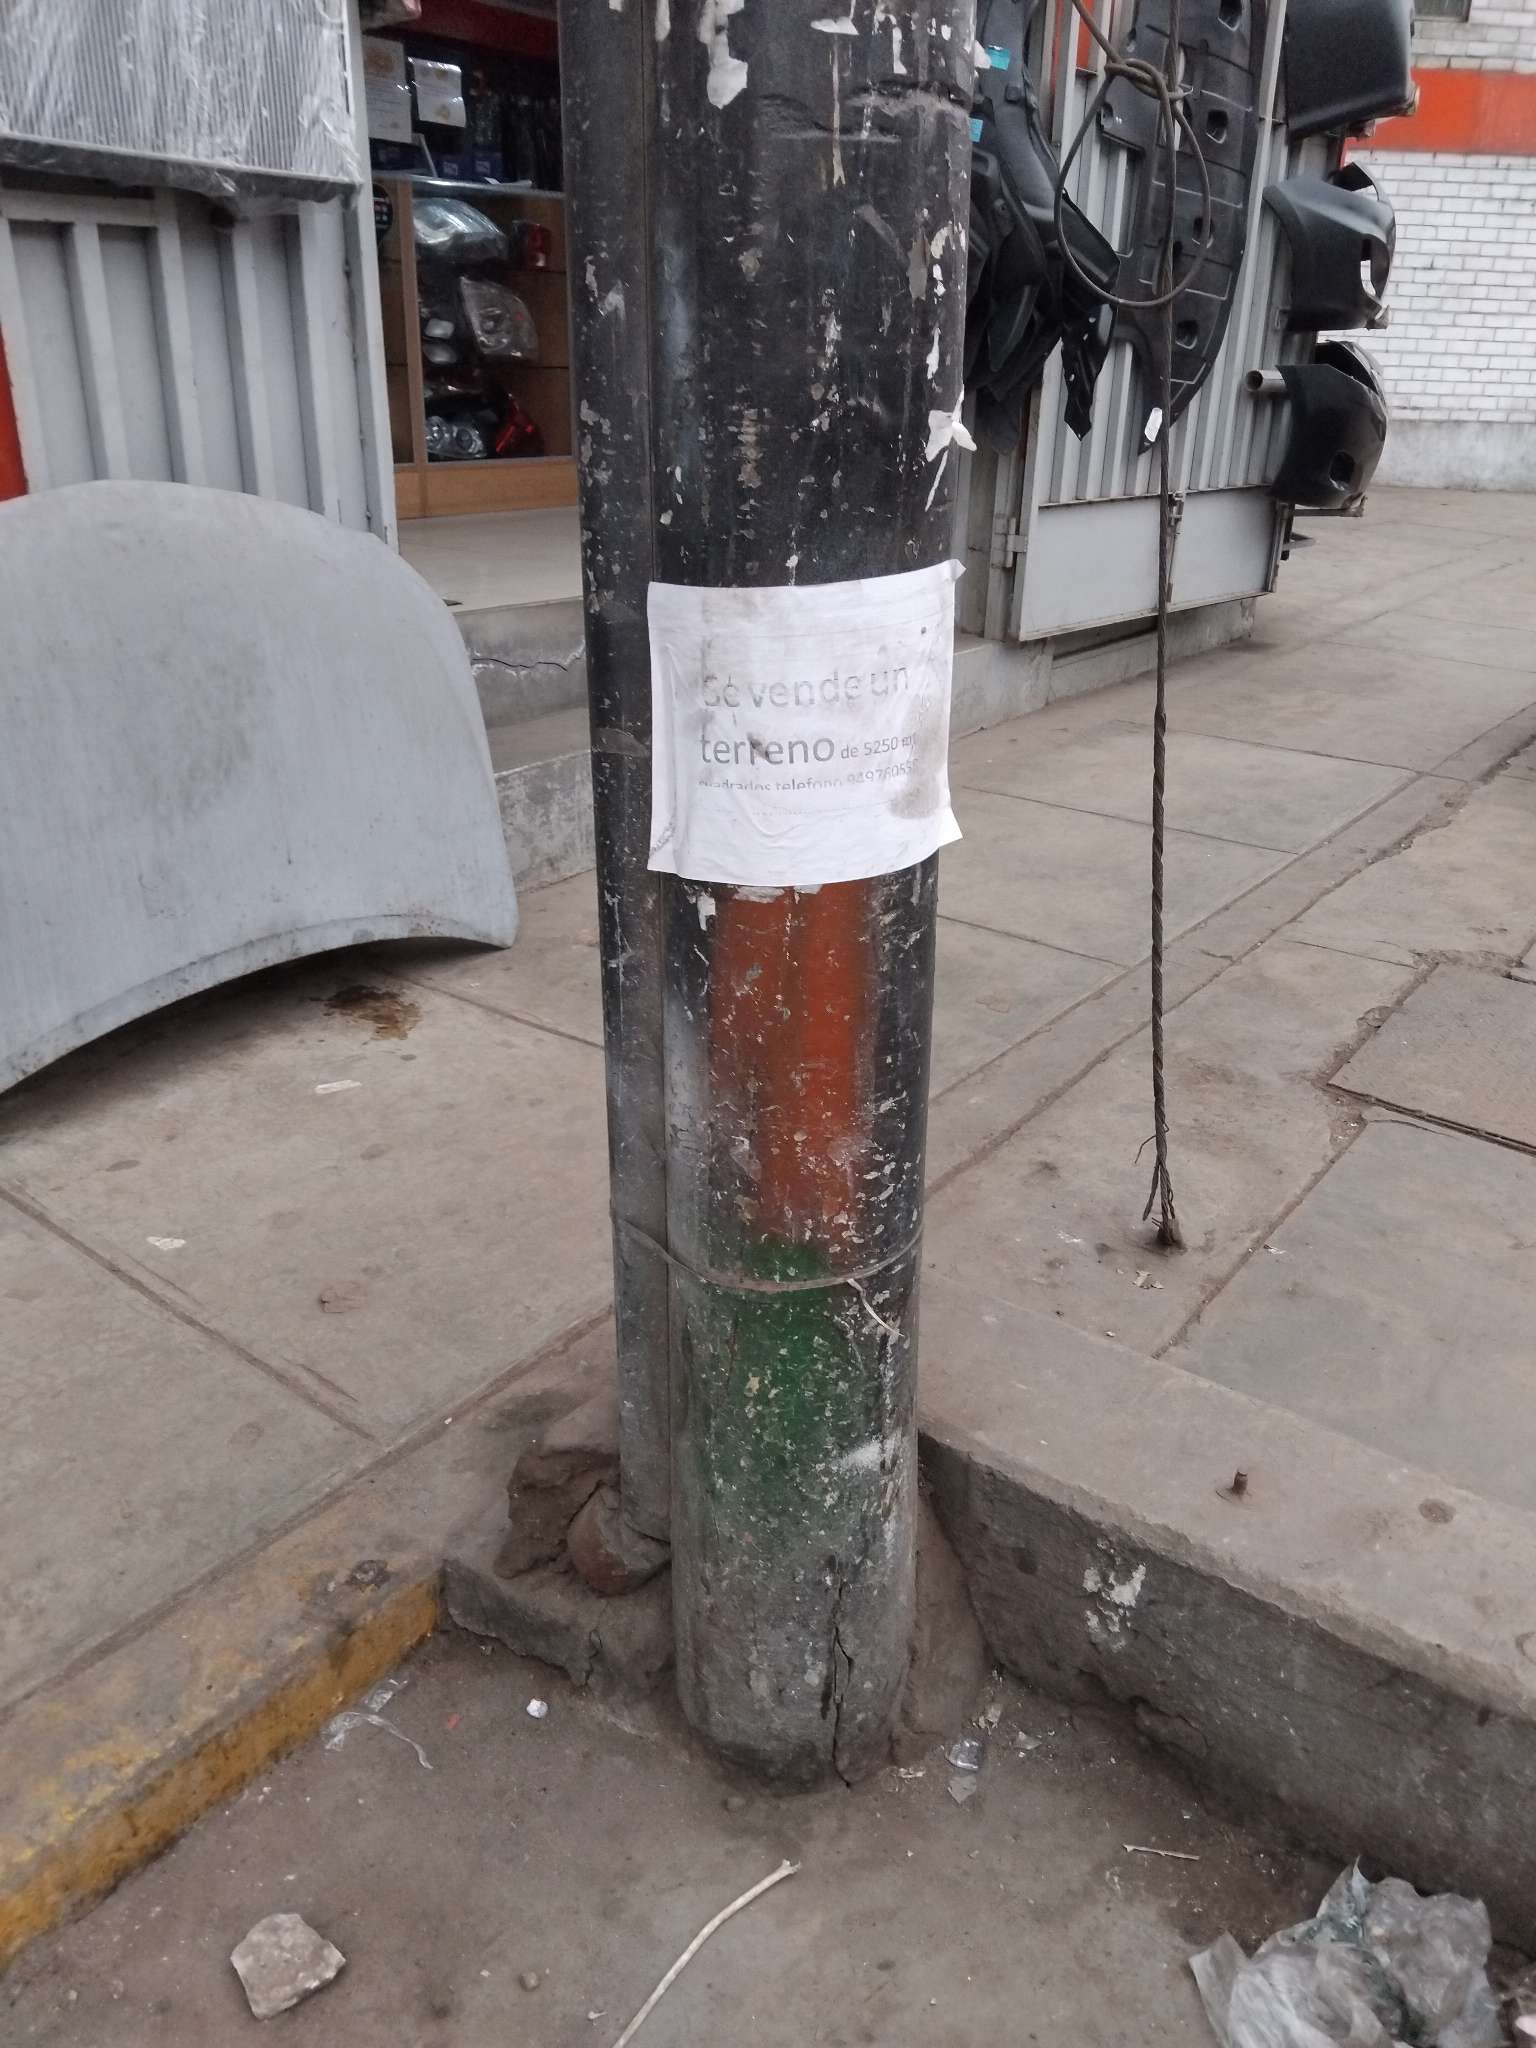 Se vende un
terreno de 5250
cuadrados telefono